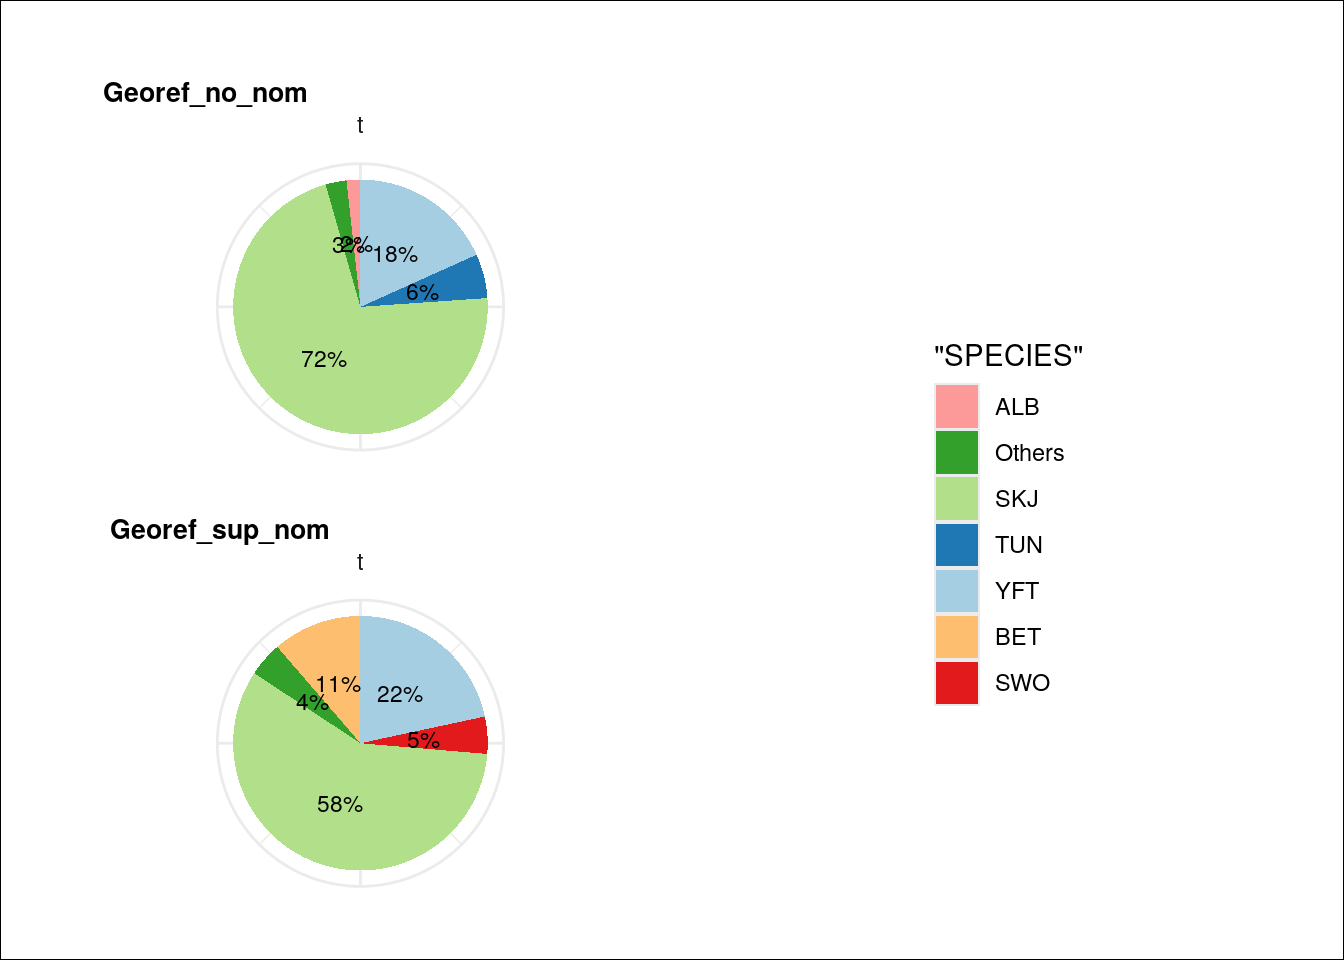 Georef_no_nom
t
3%
2%
18%
6%
72%
Georef_sup_nom
t
11%
22%
4%
5%
58%
"SPECIES"
ALB
Others
SKJ
TUN
YFT
BET
SWO